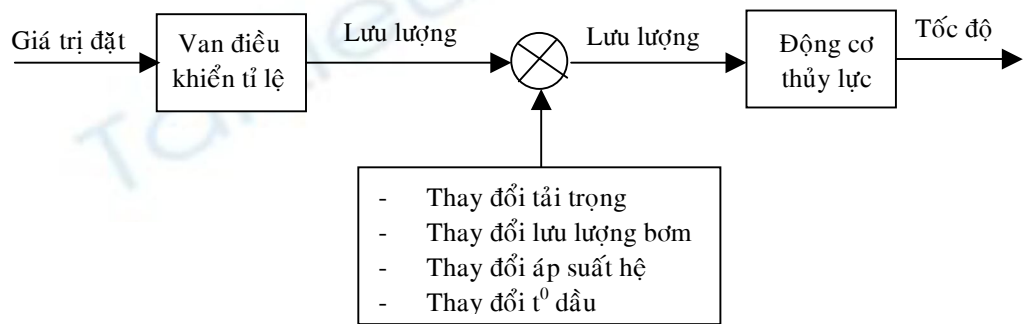 Giá trị đặt
Van điều
khiển tỉ lệ
Lưu lượng
Lưu lượng
Động cơ
thủy lực
Tốc độ
- Thay đổi tải trọng
- Thay đổi lưu lượng bơm
- Thay đổi áp suất hệ
- Thay đổi t⁰ dầu